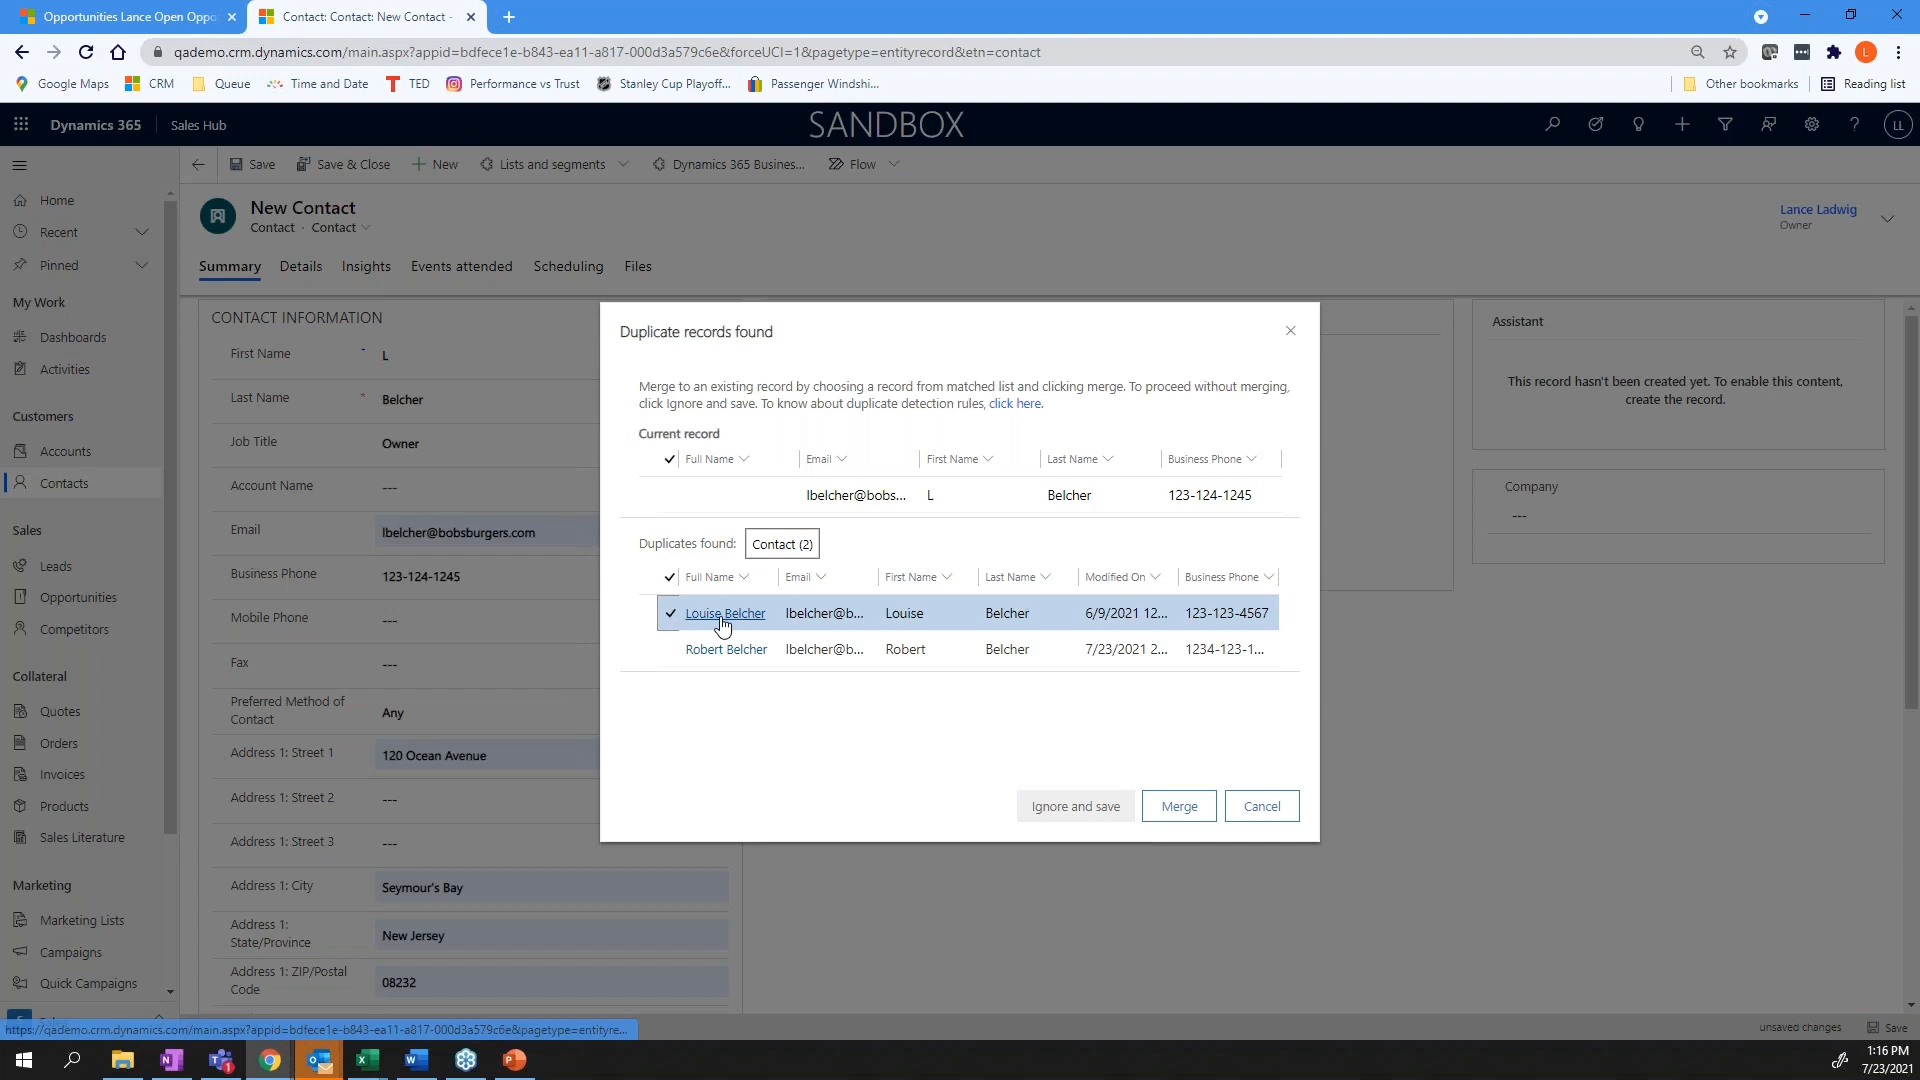 Opportunities Lance Open Oppo
Contact: Contact: New Contact -
qademo.crm.dynamics.com/main.aspx?appid=bdfece1e-b843-ea11-a817-000d3a579c6e&forceUCI=1&pagetype=entityrecord&etn=contact
L
Google Maps
CRM
Queue
Time and Date
TED
Performance vs Trust
Stanley Cup Playoff...
Passenger Windshi...
Other bookmarks
Reading list
Dynamics 365
Sales Hub
SANDBOX
LL
Save
Save & Close
New
Lists and segments
Dynamics 365 Busines...
Flow
Home
Recent
Pinned
My Work
Dashboards
Activities
Customers
Accounts
Contacts
Sales
Leads
Opportunities
Competitors
Collateral
Quotes
Orders
Invoices
Products
Sales Literature
Marketing
Marketing Lists
Campaigns
Quick Campaigns
New Contact
Contact · Contact
Lance Ladwig
Owner
Summary
Details
Insights
Events attended
Scheduling
Files
CONTACT INFORMATION
First Name
L
Last Name * Belcher
Job Title
Owner
Account Name
---
Email
lbelcher@bobsburgers.com
Business Phone
123-124-1245
Mobile Phone
---
Fax
---
Preferred Method of
Contact
Any
Address 1: Street 1
120 Ocean Avenue
Address 1: Street 2
---
Address 1: Street 3
---
Address 1: City
Seymour's Bay
Address 1:
State/Province
New Jersey
Address 1: ZIP/Postal
Code
08232
Duplicate records found
Merge to an existing record by choosing a record from matched list and clicking merge. To proceed without merging,
click Ignore and save. To know about duplicate detection rules, click here.
Current record
Full Name Email First Name Last Name Business Phone
lbelcher@bobs... L Belcher 123-124-1245
Duplicates found: Contact (2)
Full Name Email First Name Last Name Modified On Business Phone
Louise Belcher lbelcher@b... Louise Belcher 6/9/2021 12... 123-123-4567
Robert Belcher lbelcher@b... Robert Belcher 7/23/2021 2... 1234-123-1...
Ignore and save
Merge
Cancel
Assistant
This record hasn't been created yet. To enable this content,
create the record.
Company
---
https://qademo.crm.dynamics.com/main.aspx?appid=bdfece1e-b843-ea11-a817-000d3a579c6e&pagetype=entityre...
unsaved changes
Save
1:16 PM
7/23/2021